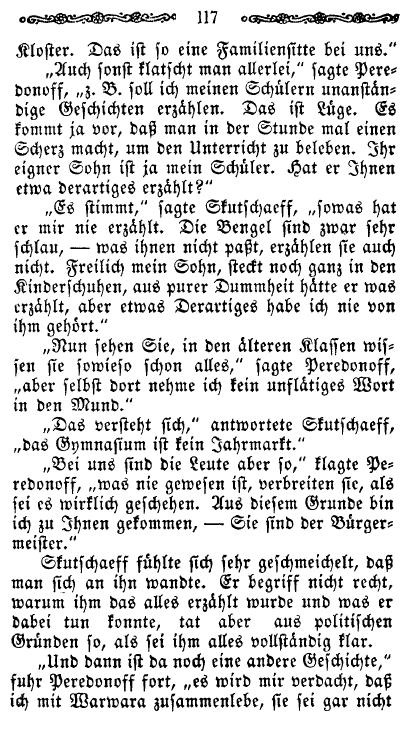 117
Kloster. Das ist so eine Familiensitte bei uns.“
„Auch sonst klatscht man allerlei,“ sagte Pere-
donoff, „z. B. soll ich meinen Schülern unanstän-
dige Geschichten erzählen. Das ist Lüge. Es
kommt ja vor, daß man in der Stunde mal einen
Scherz macht, um den Unterricht zu beleben. Ihr
eigner Sohn ist ja mein Schüler. Hat er Ihnen
etwa derartiges erzählt?“
„Es stimmt,“ sagte Skutschaeff, „sowas hat
er mir nie erzählt. Die Bengel sind zwar sehr
schlau, — was ihnen nicht paßt, erzählen sie auch
nicht. Freilich mein Sohn, steckt noch ganz in den
Kinderschuhen, aus purer Dummheit hätte er was
erzählt, aber etwas Derartiges habe ich nie von
ihm gehört.“
„Nun sehen Sie, in den älteren Klassen wis-
sen sie sowieso schon alles,“ sagte Peredonoff,
„aber selbst dort nehme ich kein unflätiges Wort
in den Mund.“
„Das versteht sich,“ antwortete Skutschaeff,
„das Gymnasium ist kein Jahrmarkt.“
„Bei uns sind die Leute aber so,“ klagte Pe-
redonoff, „was nie gewesen ist, verbreiten sie, als
sei es wirklich geschehen. Aus diesem Grunde bin
ich zu Ihnen gekommen, — Sie sind der Bürger-
meister.“
Skutschaeff fühlte sich sehr geschmeichelt, daß
man sich an ihn wandte. Er begriff nicht recht,
warum ihm das alles erzählt wurde und was er
dabei tun konnte, tat aber aus politischen
Gründen so, als sei ihm alles vollständig klar.
„Und dann ist da noch eine andere Geschichte,“
fuhr Peredonoff fort, „es wird mir verdacht, daß
ich mit Warwara zusammenlebe, sie sei gar nicht